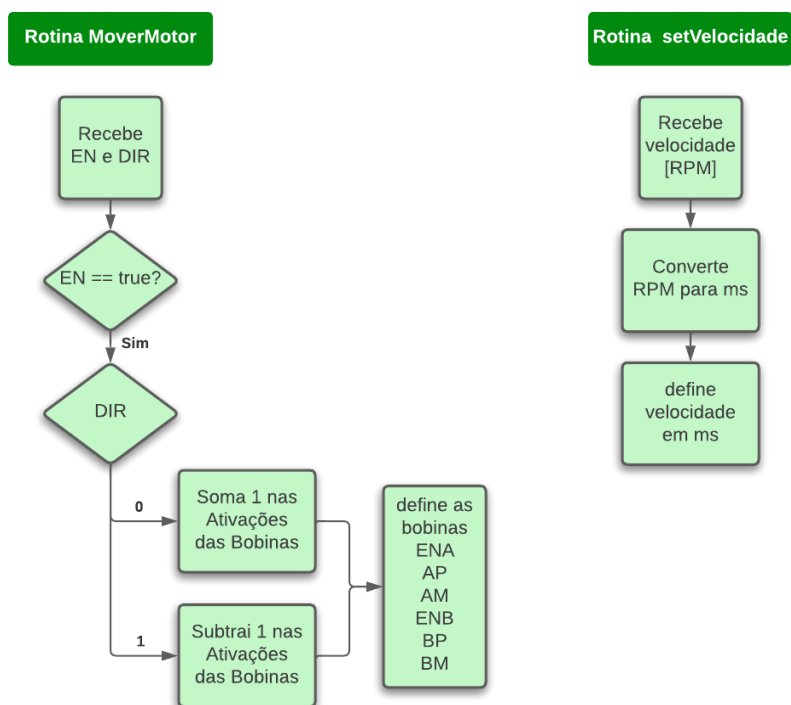 Rotina MoverMotor
Recebe
EN e DIR
EN == true?
Sim
DIR
0
Soma 1 nas
Ativações
das Bobinas
1
Subtrai 1 nas
Ativações
das Bobinas
define as
bobinas
ENA
AP
AM
ENB
BP
BM
Rotina setVelocidade
Recebe
velocidade
[RPM]
Converte
RPM para ms
define
velocidade
em ms